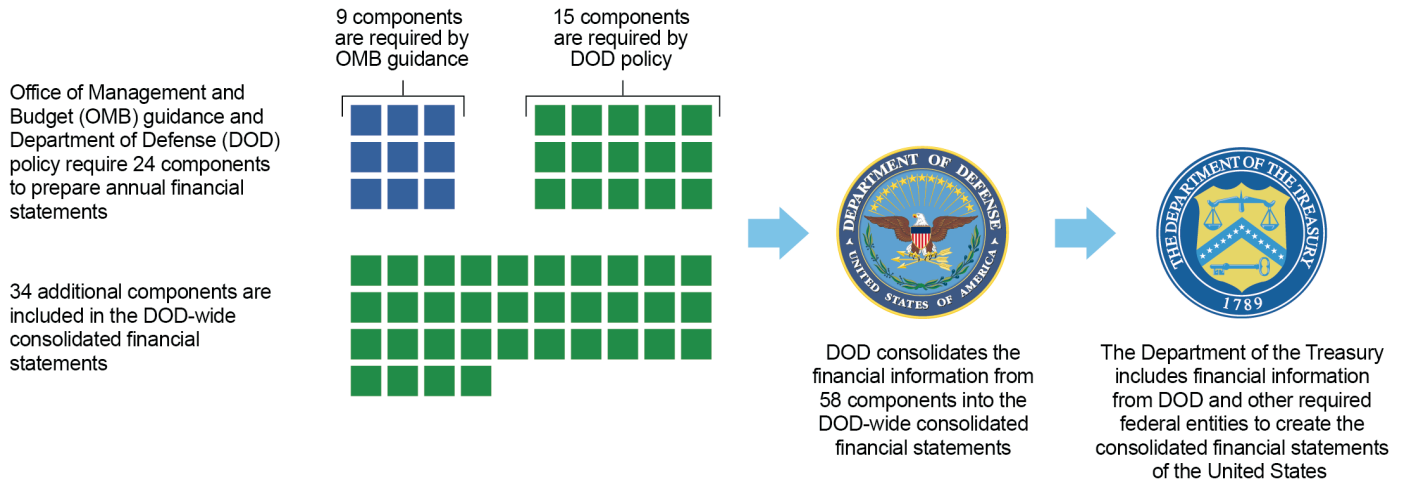 9 components
are required by
OMB guidance
15 components
are required by
DOD policy
Office of Management and
Budget (OMB) guidance and
Department of Defense (DOD)
policy require 24 components
to prepare annual financial
statements
34 additional components are
included in the DOD-wide
consolidated financial
statements
DEPARTMENT OF DEFENSE
UNITED STATES OF AMERICA
DOD consolidates the
financial information from
58 components into the
DOD-wide consolidated
financial statements
THE DEPARTMENT OF THE TREASURY
1789
The Department of the Treasury
includes financial information
from DOD and other required
federal entities to create the
consolidated financial statements
of the United States